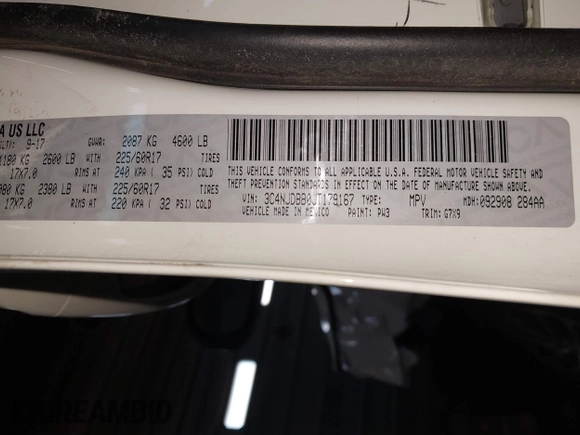 A US LLC
9-17 GVWR: 2087 KG 4600 LB
1180 KG 2600 LB WITH 225/60R17 TIRES
17X7.0 RIMS AT 240 KPA ( 35 PSI) COLD
2380 LB WITH 225/60R17 TIRES
17X7.0 RIMS AT 220 KPA ( 32 PSI) COLD
THIS VEHICLE CONFORMS TO ALL APPLICABLE U.S.A. FEDERAL MOTOR VEHICLE SAFETY AND
THEFT PREVENTION STANDARDS IN EFFECT ON THE DATE OF MANUFACTURE SHOWN ABOVE.
VIN: 3C4NJDBB0JT179167 TYPE: MPV MDH: 092908 284AA
VEHICLE MADE IN MEXICO PAINT: PW3 TRIM: G7X9